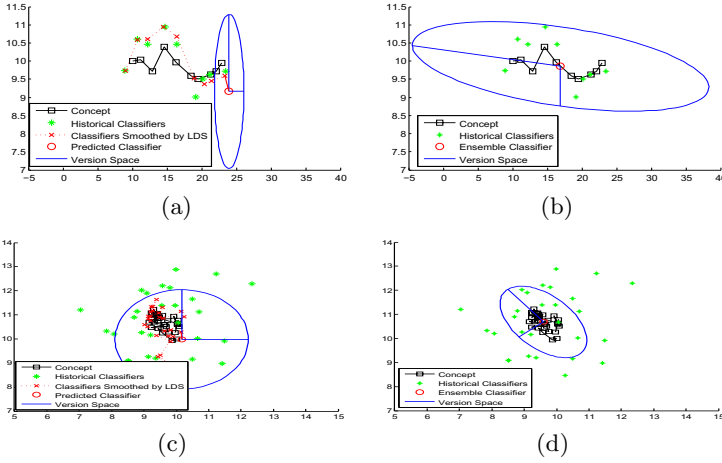 11.5
11
10.5
10
9.5
9
8.5
8
7.5
7
−5 0 5 10 15 20 25 30 35 40
Concept
Historical Classifiers
Classifiers Smoothed by LDS
Predicted Classifier
Version Space
(a)
11.5
11
10.5
10
9.5
9
8.5
8
7.5
7
−5 0 5 10 15 20 25 30 35 40
Concept
Historical Classifiers
Ensemble Classifier
Version Space
(b)
14
13
12
11
10
9
8
7
5 6 7 8 9 10 11 12 13 14 15
Concept
Historical Classifiers
Classifiers Smoothed by LDS
Predicted Classifier
Version Space
(c)
14
13
12
11
10
9
8
7
5 6 7 8 9 10 11 12 13 14 15
Concept
Historical Classifiers
Ensemble Classifier
Version Space
(d)